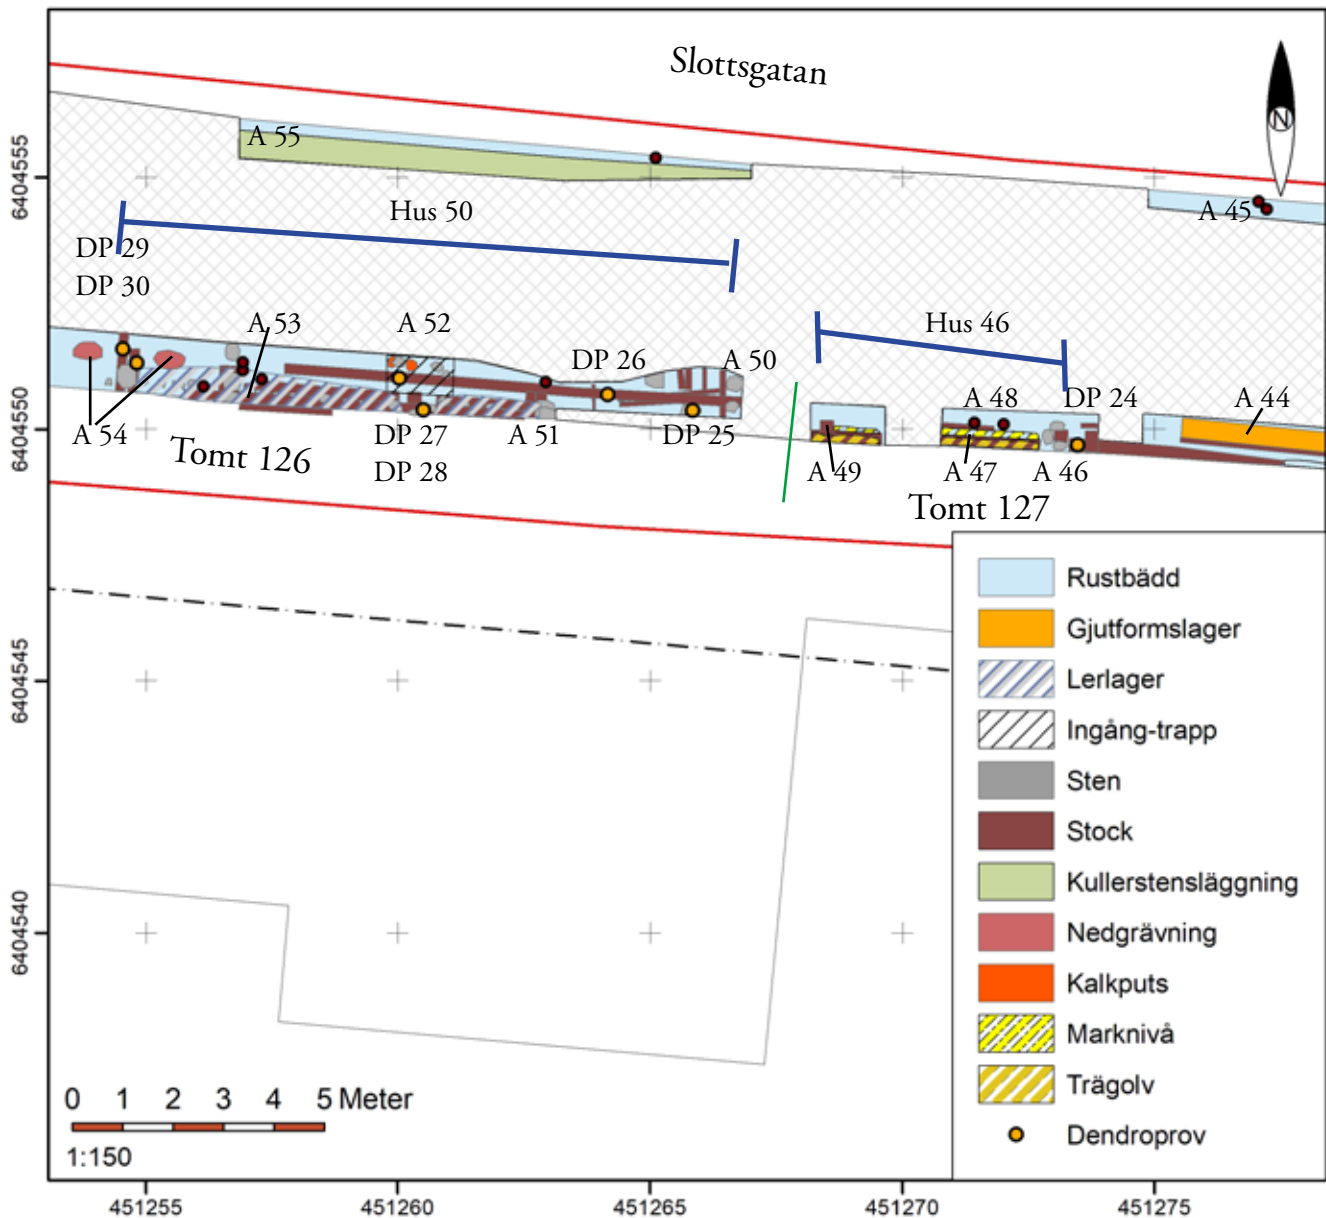 Slottsgatan
N
A 55
A 45
Hus 50
DP 29
DP 30
Hus 46
A 53
A 52
DP 26
A 50
A 48
DP 24
A 44
A 54
Tomt 126
DP 27
DP 28
A 51
DP 25
A 49
A 47
A 46
Tomt 127
6404555
6404550
6404545
6404540
Rustbädd
Gjutformslager
Lerlager
Ingång-trapp
Sten
Stock
Kullerstensläggning
Nedgrävning
Kalkputs
Marknivå
Trägolv
Dendroprov
0 1 2 3 4 5 Meter
1:150
451255 451260 451265 451270 451275